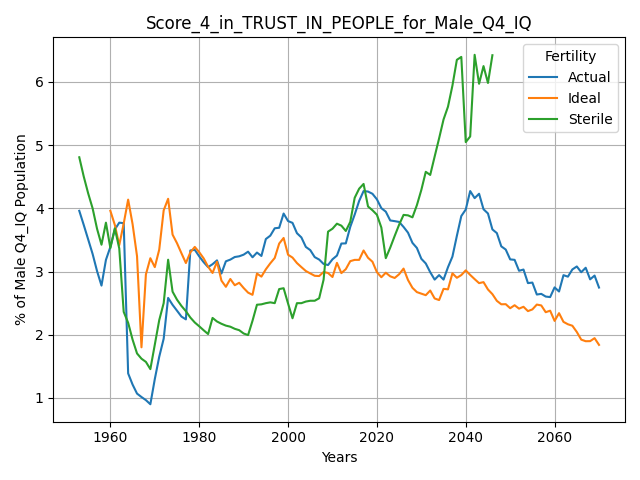 Score_4_in_TRUST_IN_PEOPLE_for_Male_Q4_IQ
% of Male Q4_IQ Population
6
5
4
3
2
1
Fertility
Actual
Ideal
Sterile
1960 1980 2000 2020 2040 2060
Years